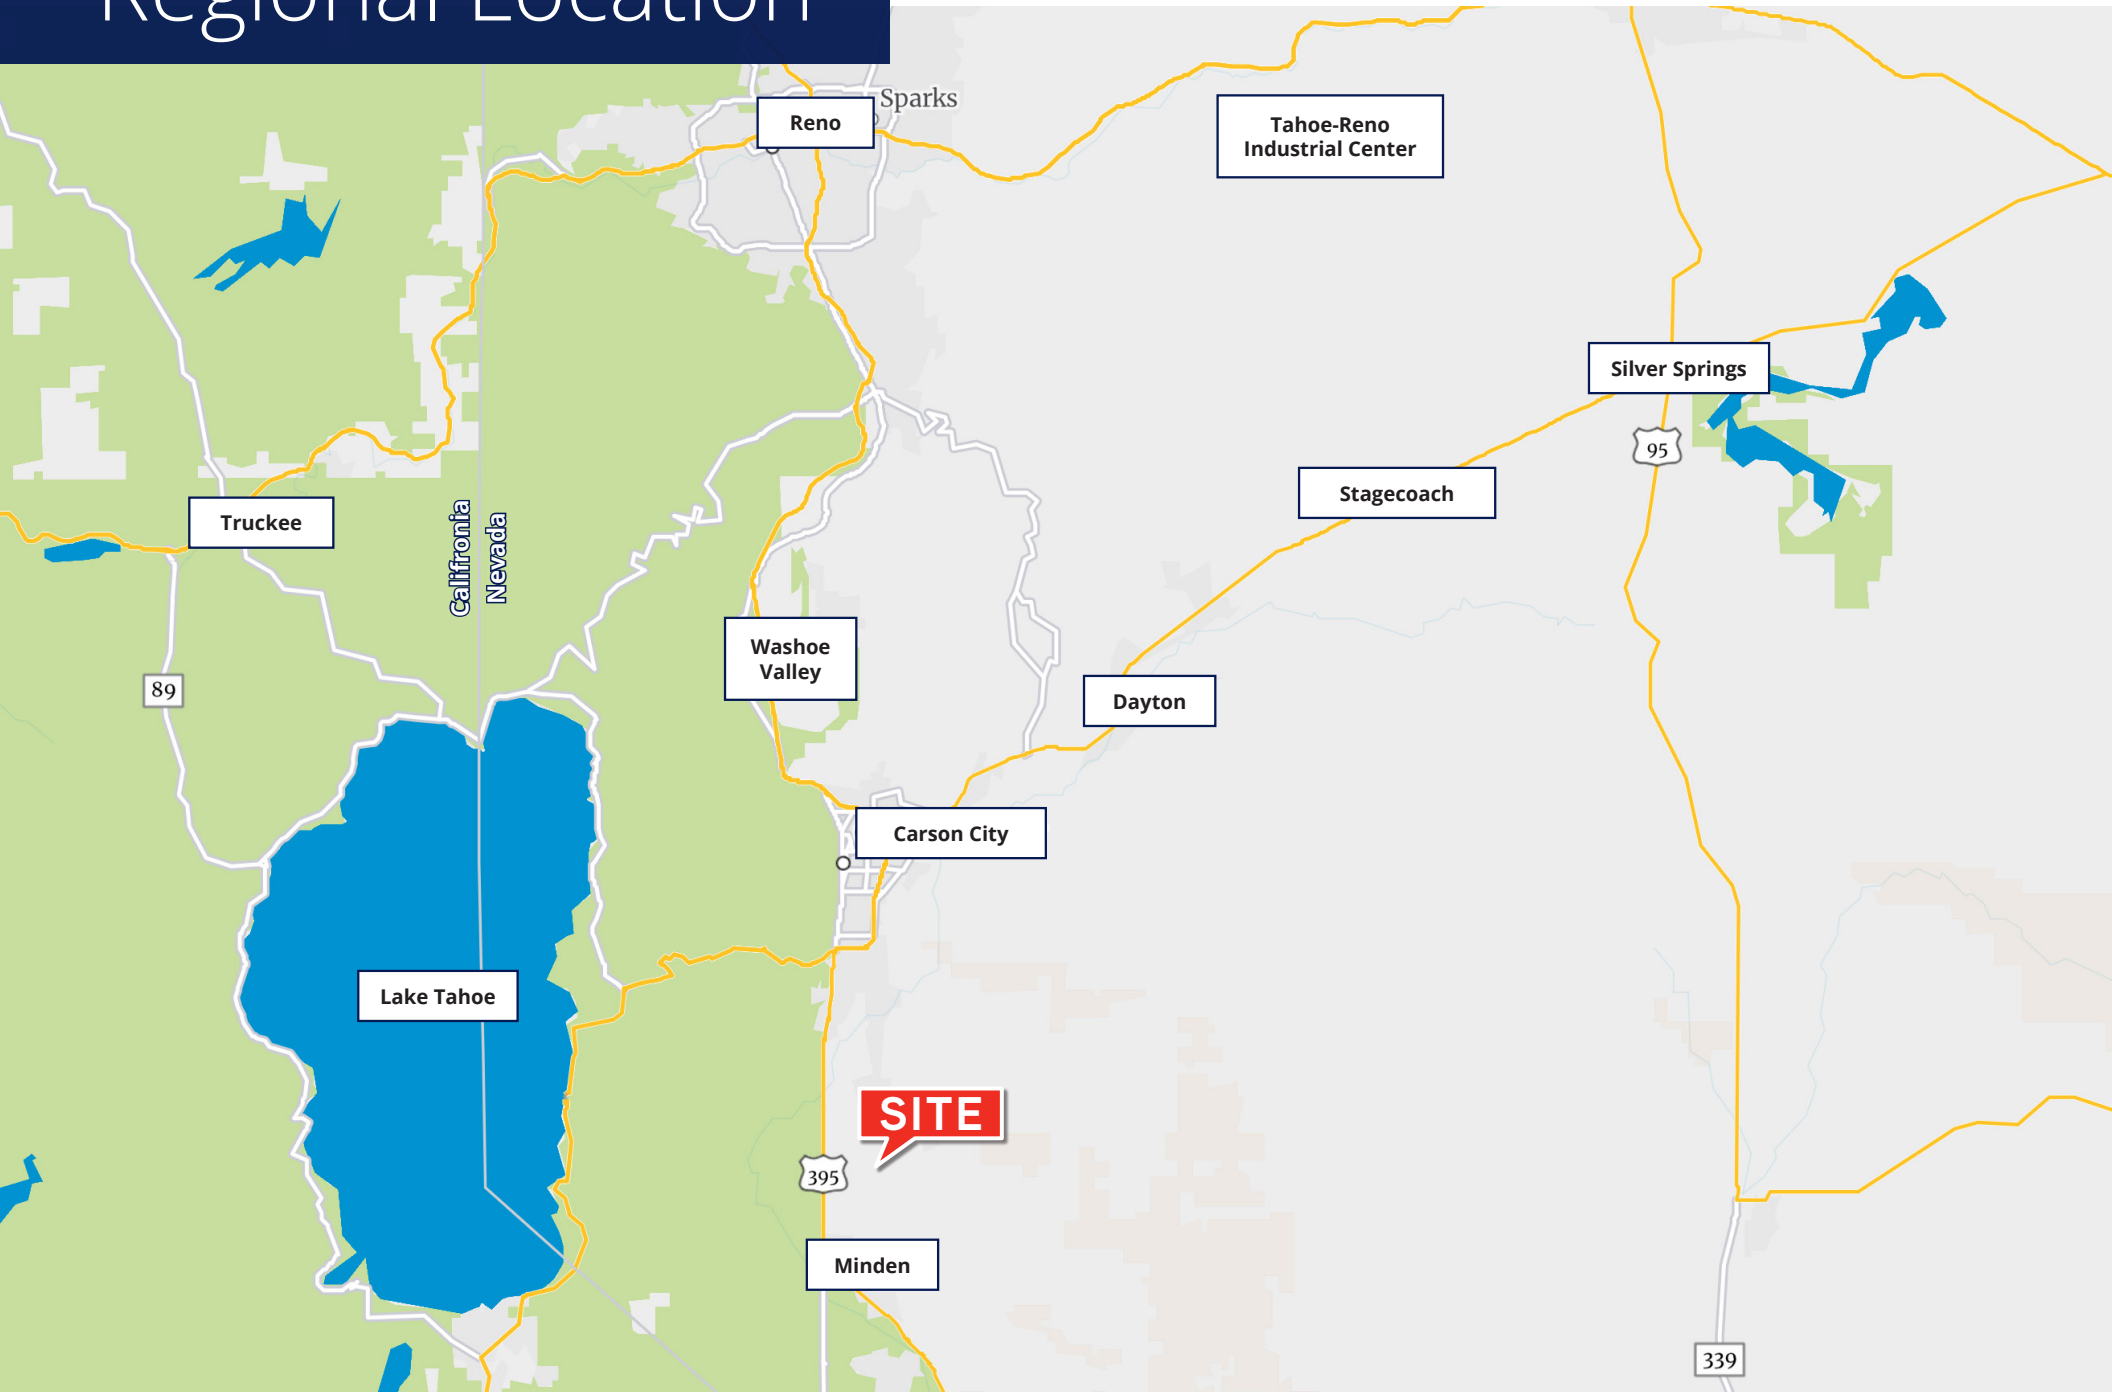 Regional Location
Sparks
Reno
Tahoe-Reno
Industrial Center
Silver Springs
95
Stagecoach
Truckee
Califronia
Nevada
Washoe
Valley
89
Dayton
Carson City
Lake Tahoe
SITE
395
Minden
339